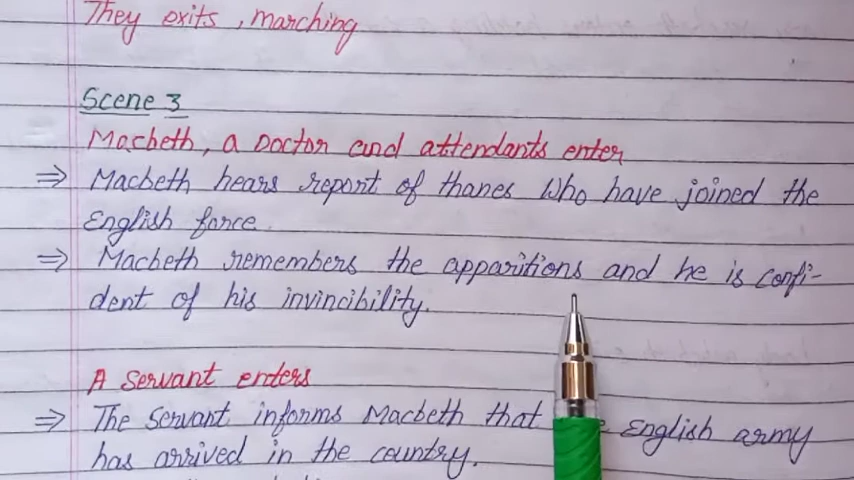 They exits, marching
Scene 3
Macbeth, a Doctor and attendants enter
⇒ Macbeth hears report of thanes who have joined the
English force.
⇒ Macbeth remembers the apparitions and he is confi-
dent of his invincibility.
A servant enters
⇒ The servant informs Macbeth that English army
has arrived in the country.